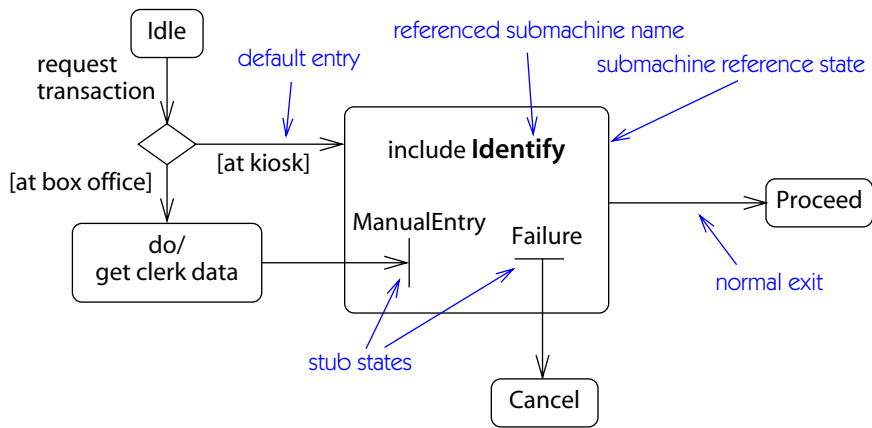 Idle
referenced submachine name
default entry
submachine reference state
request
transaction
include Identify
[at kiosk]
[at box office]
ManualEntry
Failure
Proceed
do/
get clerk data
normal exit
stub states
Cancel